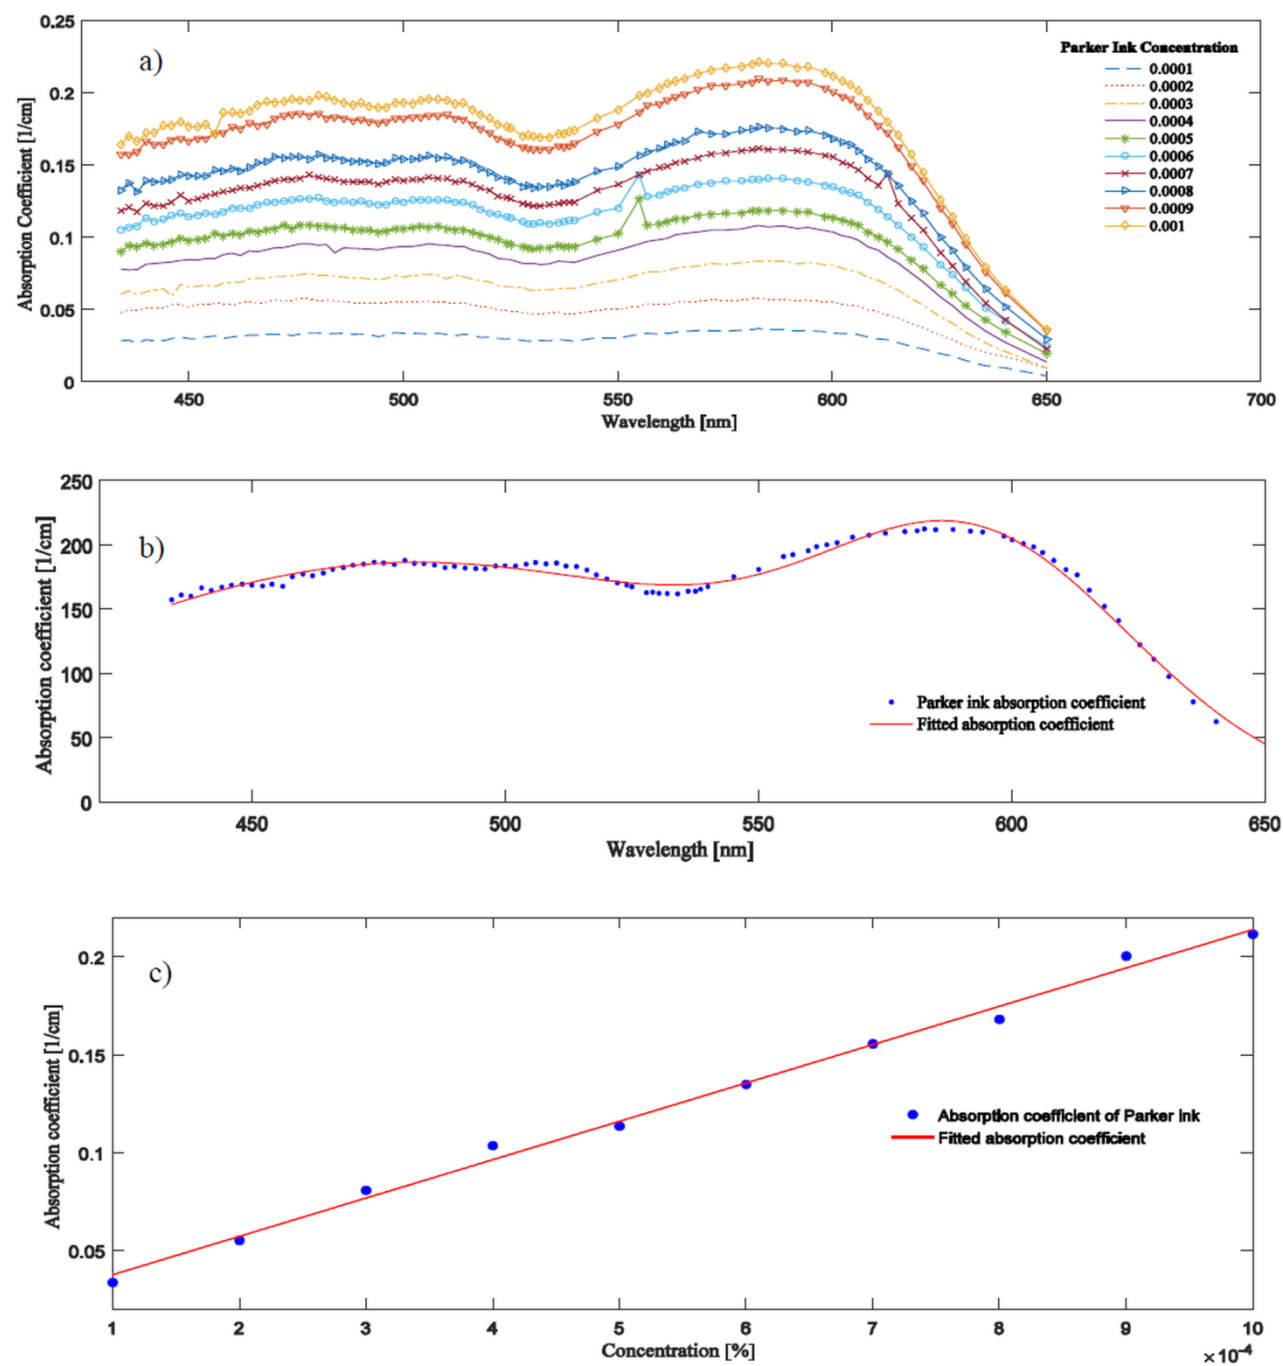 0.25
a)
0.2
0.15
0.1
0.05
0
Absorption Coefficient [1/cm]
Parker Ink Concentration
0.0001
0.0002
0.0003
0.0004
0.0005
0.0006
0.0007
0.0008
0.0009
0.001
450 500 550 600 650 700
Wavelength [nm]
250
b)
200
150
100
50
0
Absorption coefficient [1/cm]
Parker ink absorption coefficient
Fitted absorption coefficient
450 500 550 600 650
Wavelength [nm]
c)
0.2
0.15
0.1
0.05
Absorption coefficient [1/cm]
Absorption coefficient of Parker Ink
Fitted absorption coefficient
1 2 3 4 5 6 7 8 9 10
Concentration [%]
×10⁻⁴